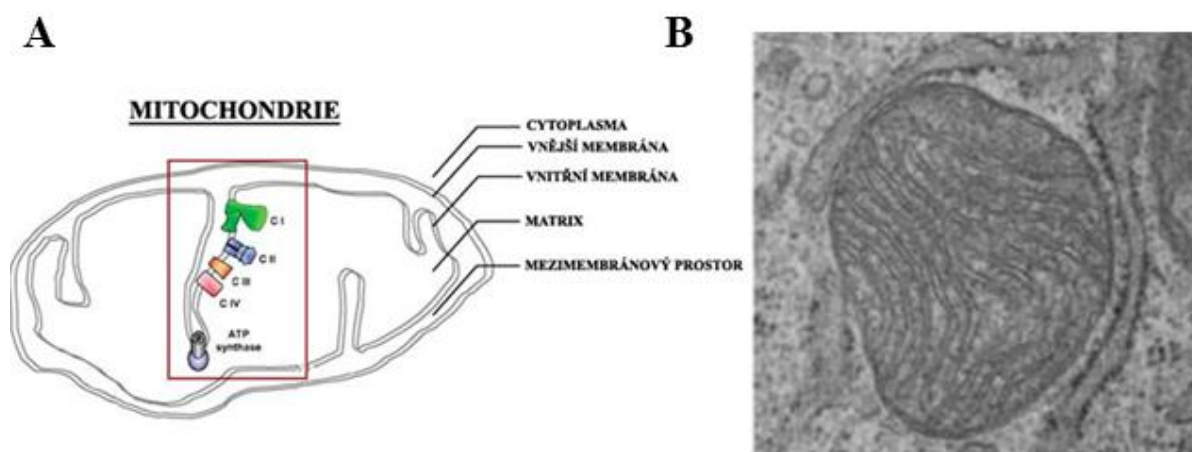 A
B
MITOCHONDRIE
CYTOPLASMA
VNĚJŠÍ MEMBRÁNA
VNITŘNÍ MEMBRÁNA
MATRIX
MEZIMEMBRÁNOVÝ PROSTOR
C I
C II
C III
C IV
ATP
synthase